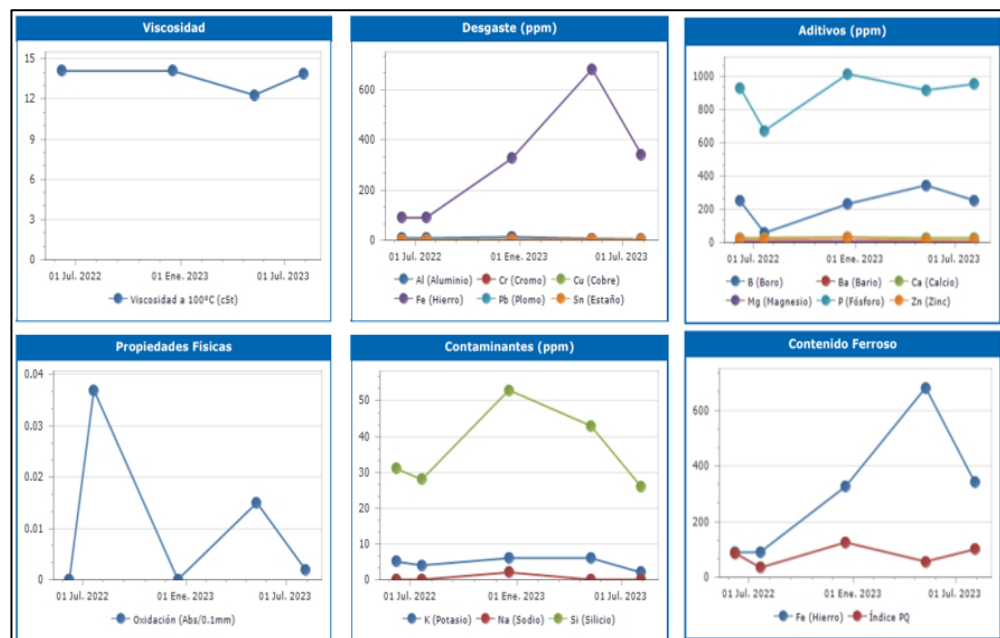 Viscosidad
15
12
9
6
3
0
01 Jul. 2022 01 Ene. 2023 01 Jul. 2023
Viscosidad a 100ºC (cSt)
Desgaste (ppm)
600
400
200
0
01 Jul. 2022 01 Ene. 2023 01 Jul. 2023
Al (Aluminio) Cr (Cromo) Cu (Cobre)
Fe (Hierro) Pb (Plomo) Sn (Estaño)
Aditivos (ppm)
1000
800
600
400
200
0
01 Jul. 2022 01 Ene. 2023 01 Jul. 2023
B (Boro) Ba (Bario) Ca (Calcio)
Mg (Magnesio) P (Fósforo) Zn (Zinc)
Propiedades Físicas
0.04
0.03
0.02
0.01
0
01 Jul. 2022 01 Ene. 2023 01 Jul. 2023
Oxidación (Abs/0.1mm)
Contaminantes (ppm)
50
40
30
20
10
0
01 Jul. 2022 01 Ene. 2023 01 Jul. 2023
K (Potasio) Na (Sodio) Si (Silicio)
Contenido Ferroso
600
400
200
0
01 Jul. 2022 01 Ene. 2023 01 Jul. 2023
Fe (Hierro) Índice PQ